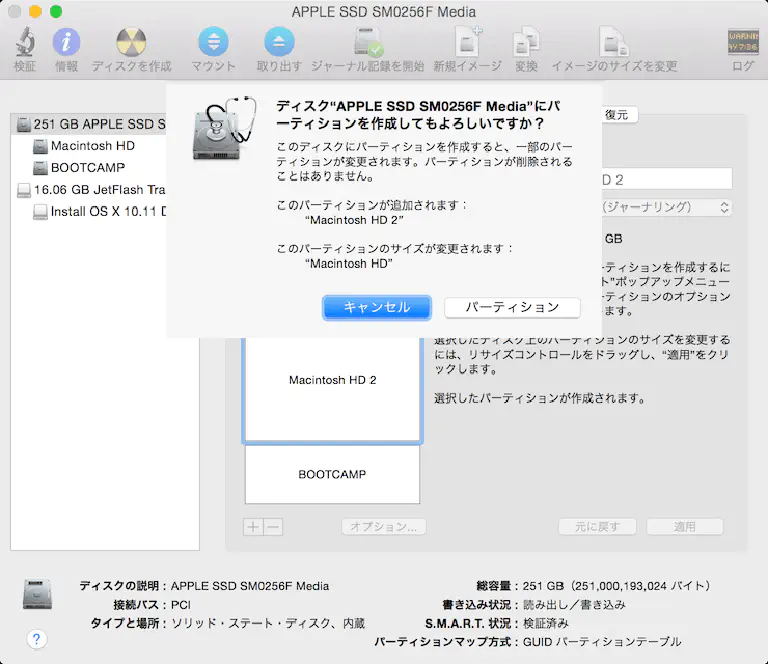 APPLE SSD SM0256F Media
検証
情報
ディスクを作成
マウント
取り出す
ジャーナル記録を開始
新規イメージ
変換
イメージのサイズを変更
ログ
WARNIN
AY 7:36
251 GB APPLE SSD S
Macintosh HD
BOOTCAMP
16.06 GB JetFlash Tra
Install OS X 10.11 D
ディスク“APPLE SSD SM0256F Media”にパ
ーティションを作成してもよろしいですか？
このディスクにパーティションを作成すると、一部のパー
ティションが変更されます。パーティションが削除される
ことはありません。
このパーティションが追加されます：
“Macintosh HD 2”
このパーティションのサイズが変更されます：
“Macintosh HD”
キャンセル
パーティション
復元
D 2
（ジャーナリング）
GB
ーティションを作成するに
ト”ポップアップメニュー
ーティションのオプション
ます。
選択したディスク上のパーティションのサイズを変更する
には、リサイズコントロールをドラッグし、“適用”をクリ
ックします。
選択したパーティションが作成されます。
Macintosh HD 2
BOOTCAMP
+
−
オプション...
元に戻す
適用
ディスクの説明：APPLE SSD SM0256F Media
接続バス：PCI
タイプと場所：ソリッド・ステート・ディスク、内蔵
総容量：251 GB（251,000,193,024 バイト）
書き込み状況：読み出し／書き込み
S.M.A.R.T. 状況：検証済み
パーティションマップ方式：GUID パーティションテーブル
?